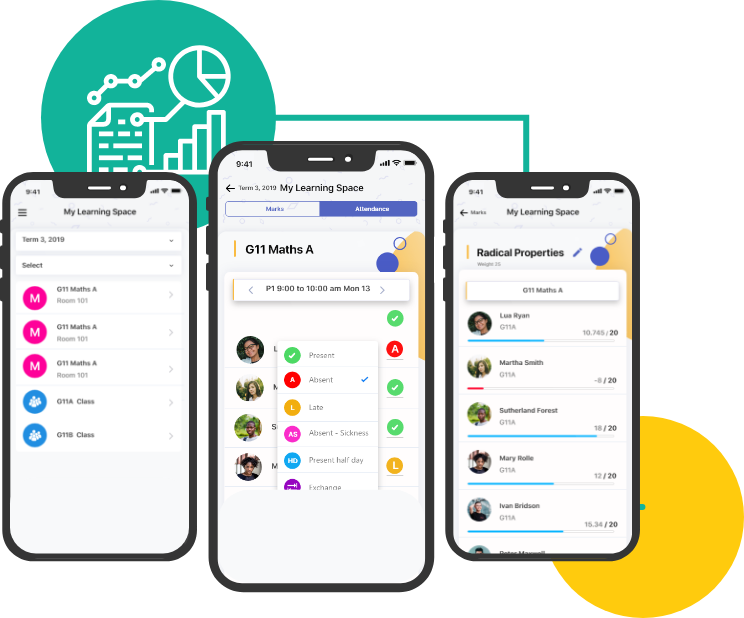 9:41
My Learning Space
Term 3, 2019
Select
M
G11 Maths A
Room 101
M
G11 Maths A
Room 101
M
G11 Maths A
Room 101
G11A Class
G11B Class
9:41
Term 3, 2019 My Learning Space
Marks Attendance
G11 Maths A
P1 9:00 to 10:00 am Mon 13
L
A
M
S
M
L
Present
A Absent
L Late
AS Absent - Sickness
HD Present half day
Exchange
9:41
Marks My Learning Space
Radical Properties
Weight 25
G11 Maths A
Lua Ryan
G11A
10.745 / 20
Martha Smith
G11A
-8 / 20
Sutherland Forest
G11A
18 / 20
Mary Rolle
G11A
12 / 20
Ivan Bridson
G11A
15.34 / 20
Peter Maxwell